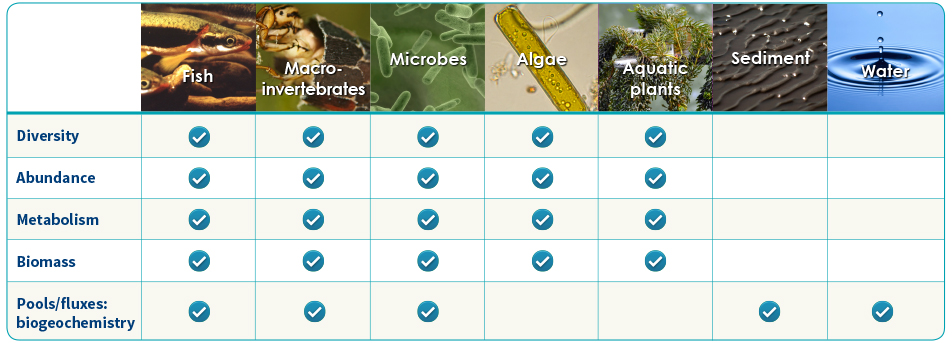 Fish
Macro-
invertebrates
Microbes
Algae
Aquatic
plants
Sediment
Water
Diversity
Abundance
Metabolism
Biomass
Pools/fluxes:
biogeochemistry